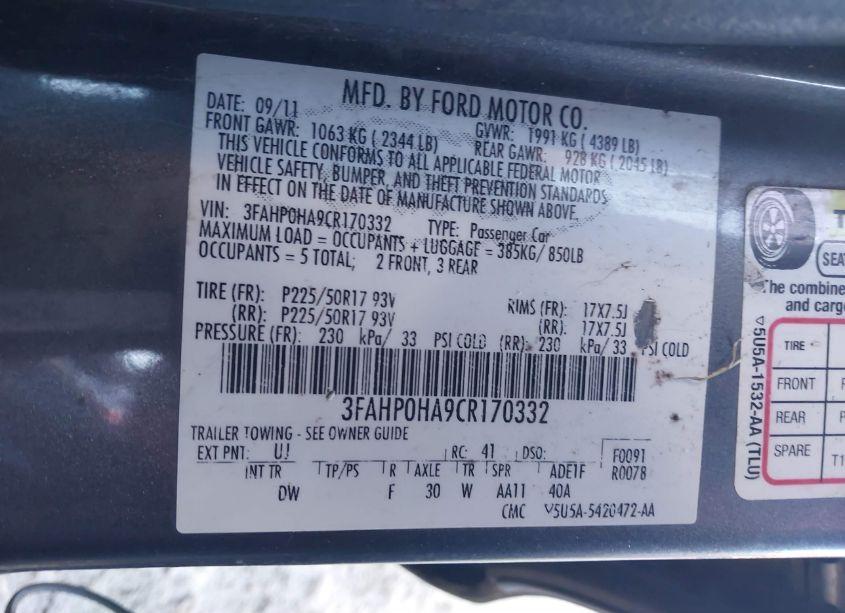 MFD. BY FORD MOTOR CO.
DATE: 09/11 GVWR: 1991 KG ( 4389 LB)
FRONT GAWR: 1063 KG ( 2344 LB) REAR GAWR: 928 KG ( 2045 LB)
THIS VEHICLE CONFORMS TO ALL APPLICABLE FEDERAL MOTOR
VEHICLE SAFETY, BUMPER, AND THEFT PREVENTION STANDARDS
IN EFFECT ON THE DATE OF MANUFACTURE SHOWN ABOVE.
VIN: 3FAHP0HA9CR170332 TYPE: Passenger Car
MAXIMUM LOAD = OCCUPANTS + LUGGAGE = 385KG/ 850LB
OCCUPANTS = 5 TOTAL; 2 FRONT, 3 REAR
TIRE (FR): P225/50R17 93V RIMS (FR): 17X7.5J
(RR): P225/50R17 93V (RR): 17X7.5J
PRESSURE (FR): 230 kPa/ 33 PSI COLD (RR): 230 kPa/ 33 PSI COLD
3FAHP0HA9CR170332
TRAILER TOWING - SEE OWNER GUIDE
EXT PNT: UJ RC: 41 DSO: F0091
INT TR TP/PS R AXLE TR SPR ADE1F R0078
DW F 30 W AA11 40A
CMC V5U5A-5420472-AA
SEAT
The combine
and cargo
TIRE
FRONT
REAR
SPARE T1
V5U5A-1532-AA (TLU)